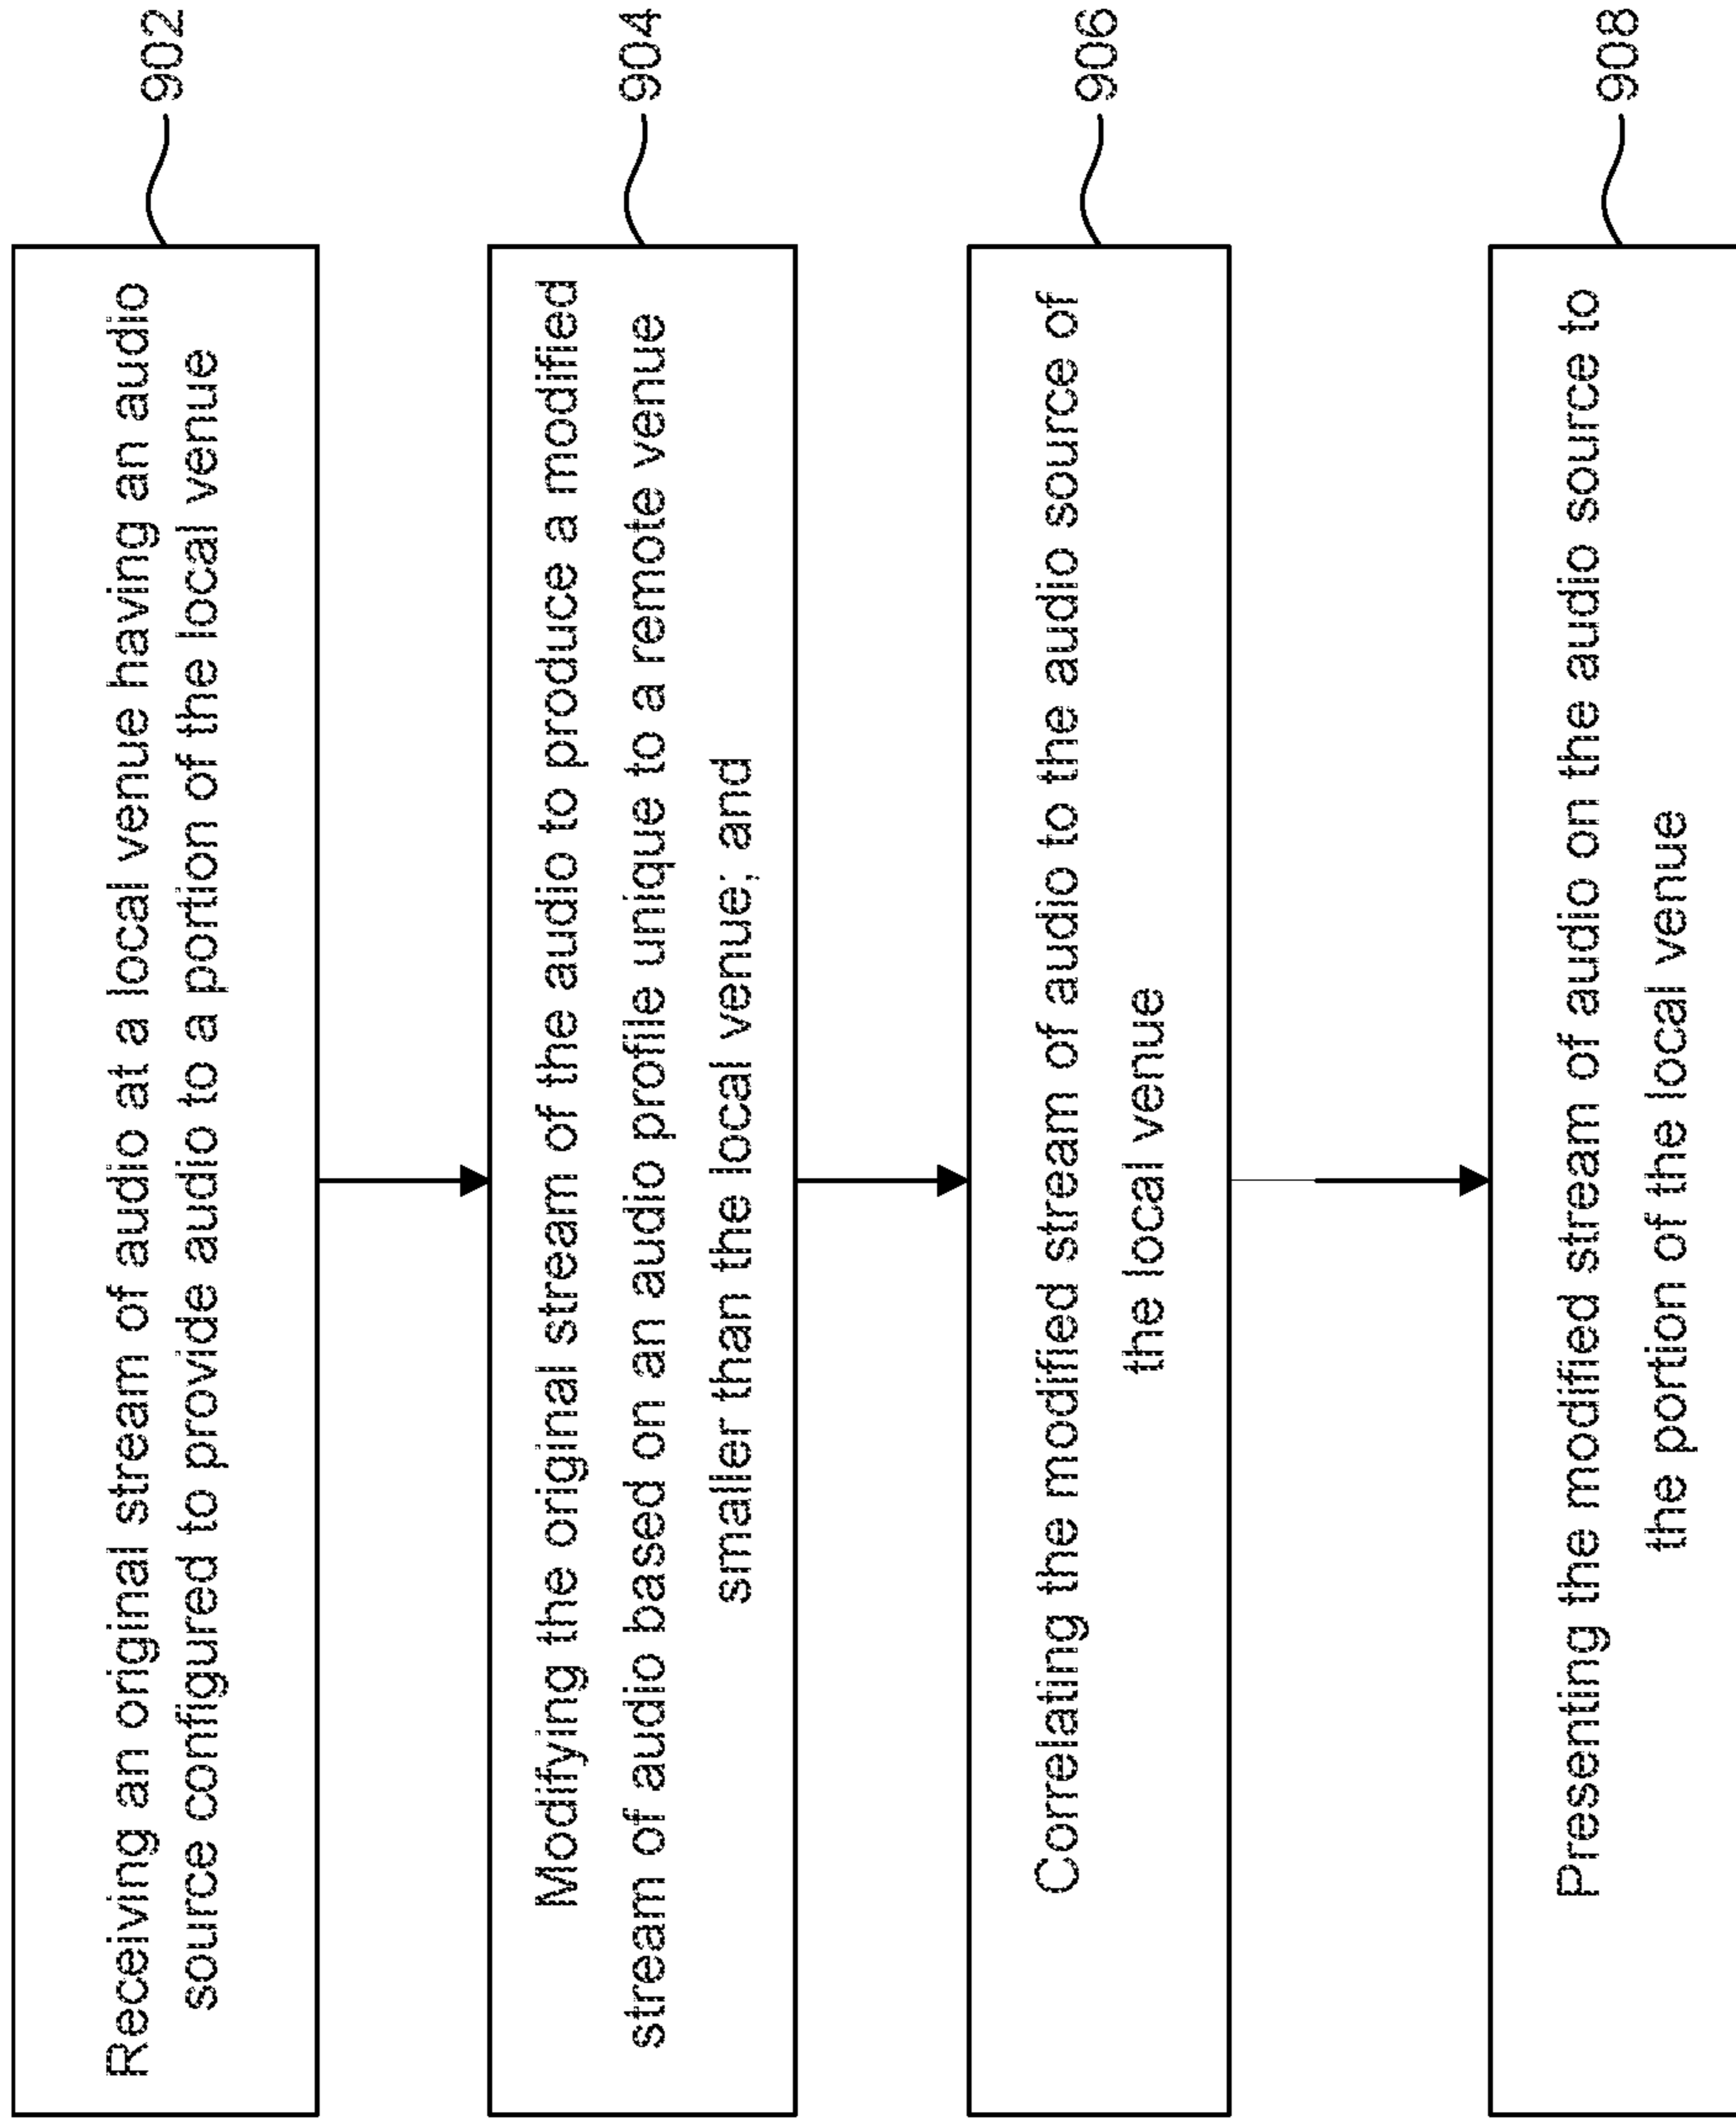 Receiving an original stream of audio at a local venue having an audio
source configured to provide audio to a portion of the local venue
902
Modifying the original stream of the audio to produce a modified
stream of audio based on an audio profile unique to a remote venue
smaller than the local venue; and
904
Correlating the modified stream of audio to the audio source of
the local venue
906
Presenting the modified stream of audio on the audio source to
the portion of the local venue
908